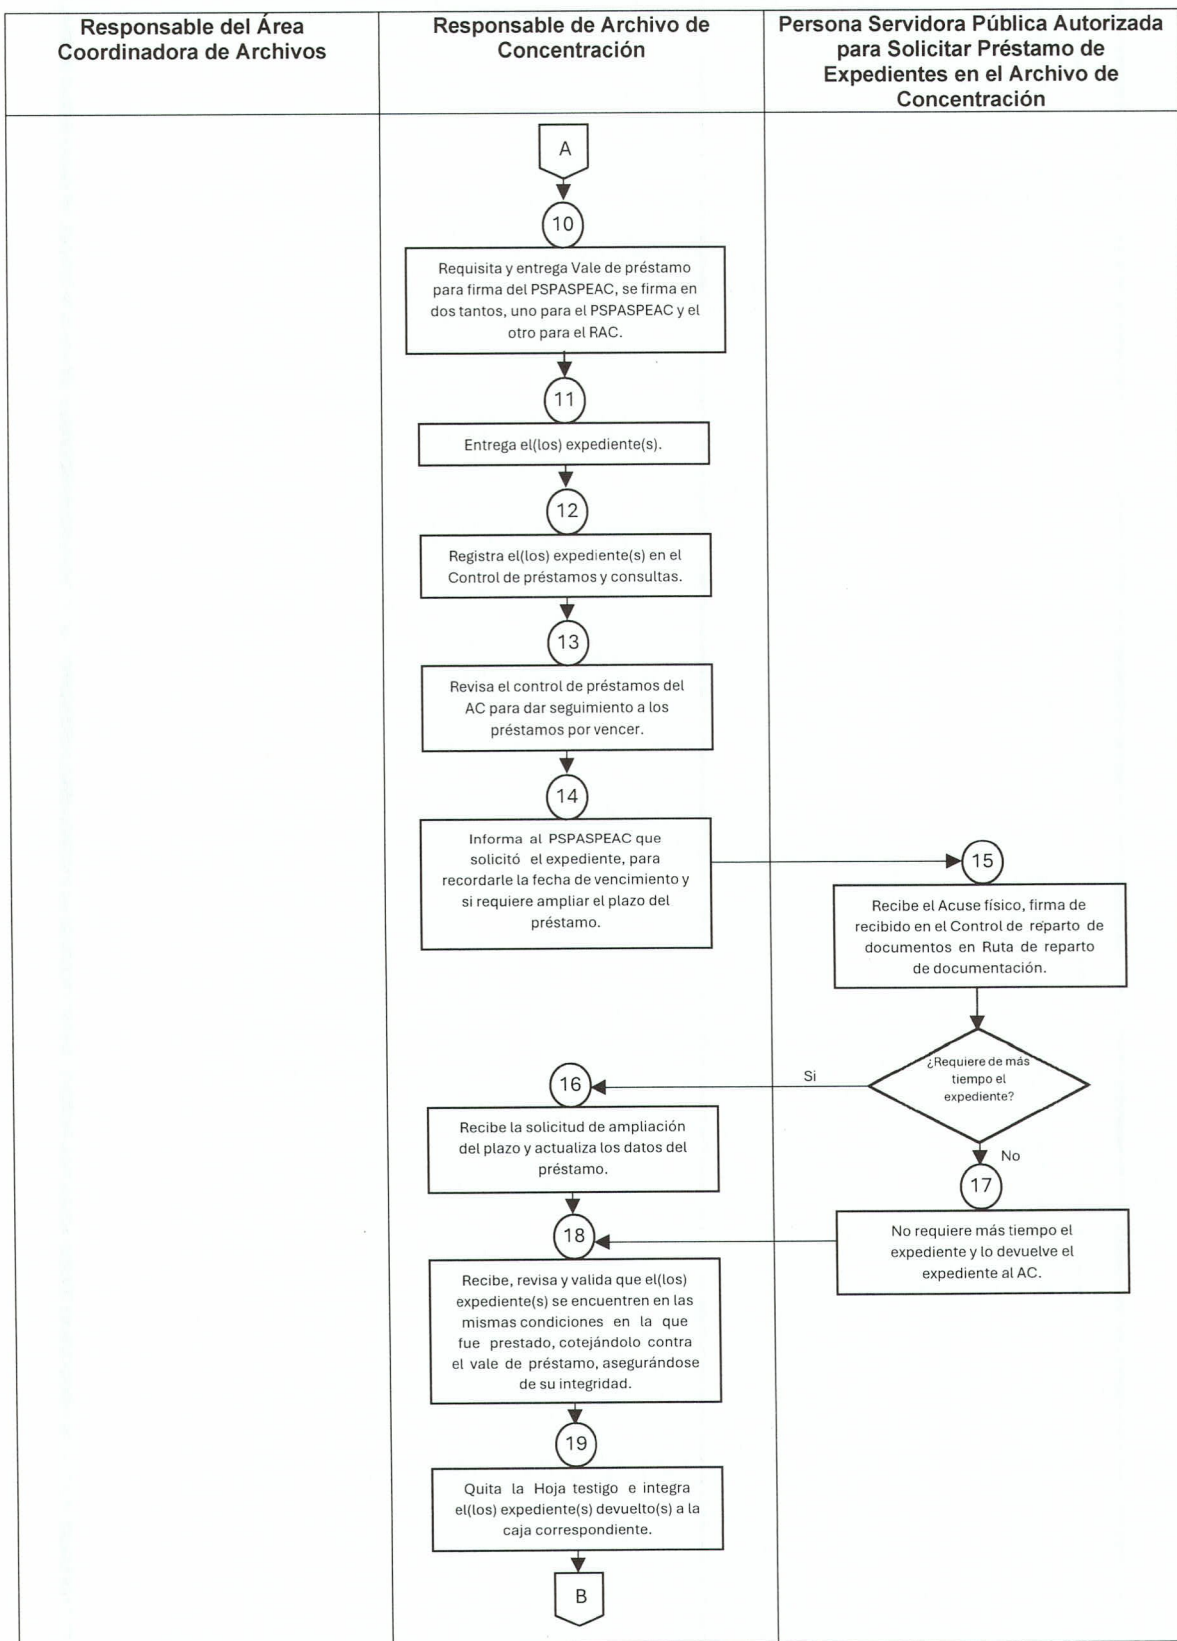 Responsable del Área
Coordinadora de Archivos
Responsable de Archivo de
Concentración
Persona Servidora Pública Autorizada
para Solicitar Préstamo de
Expedientes en el Archivo de
Concentración
A
10
Requisita y entrega Vale de préstamo
para firma del PSPASPEAC, se firma en
dos tantos, uno para el PSPASPEAC y el
otro para el RAC.
11
Entrega el(los) expediente(s).
12
Registra el(los) expediente(s) en el
Control de préstamos y consultas.
13
Revisa el control de préstamos del
AC para dar seguimiento a los
préstamos por vencer.
14
Informa al PSPASPEAC que
solicitó el expediente, para
recordarle la fecha de vencimiento y
si requiere ampliar el plazo del
préstamo.
15
Recibe el Acuse físico, firma de
recibido en el Control de reparto de
documentos en Ruta de reparto
de documentación.
¿Requiere de más
tiempo el
expediente?
Si
16
Recibe la solicitud de ampliación
del plazo y actualiza los datos del
préstamo.
No
17
No requiere más tiempo el
expediente y lo devuelve el
expediente al AC.
18
Recibe, revisa y valida que el(los)
expediente(s) se encuentren en las
mismas condiciones en la que
fue prestado, cotejándolo contra
el vale de préstamo, asegurándose
de su integridad.
19
Quita la Hoja testigo e integra
el(los) expediente(s) devuelto(s) a la
caja correspondiente.
B